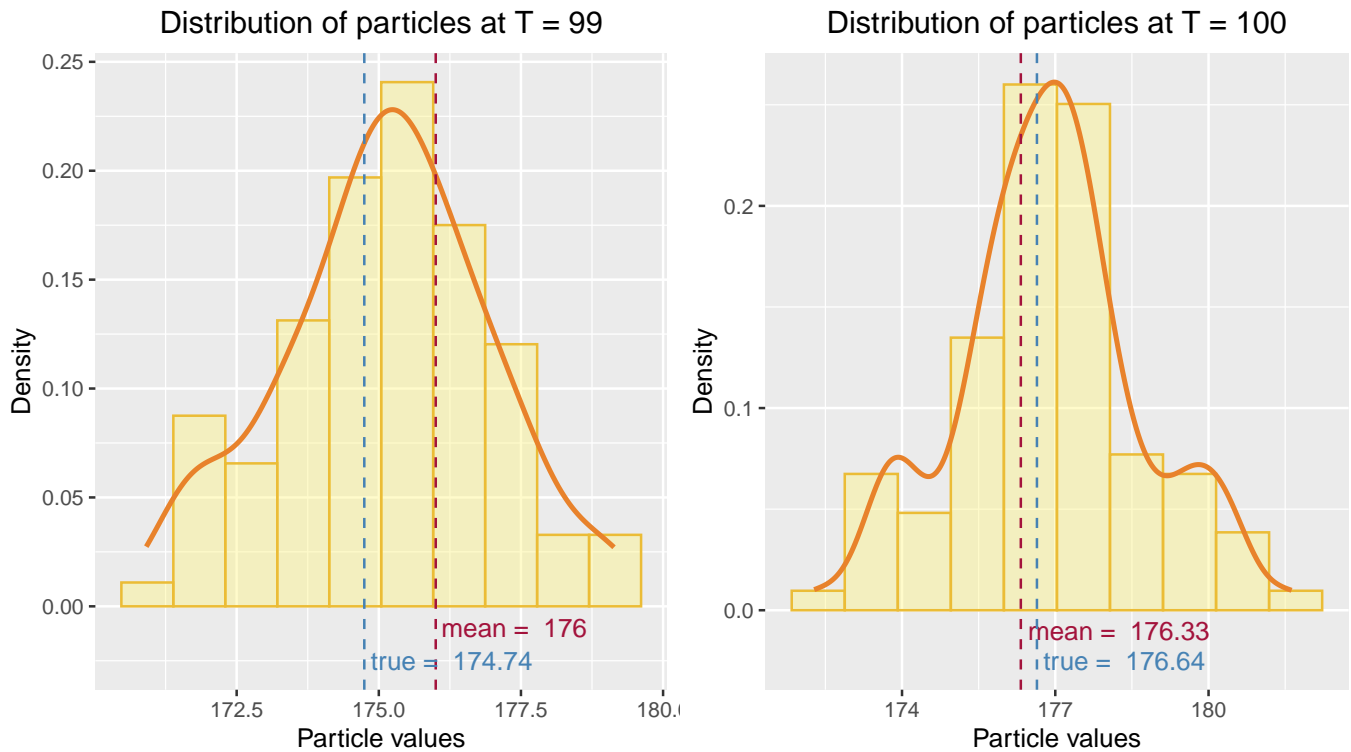 Distribution of particles at T = 99
0.25
0.20
0.15
0.10
0.05
0.00
Density
mean = 176
true = 174.74
172.5
175.0
177.5
180.
Particle values
Distribution of particles at T = 100
0.2
0.1
0.0
Density
mean = 176.33
true = 176.64
174
177
180
Particle values